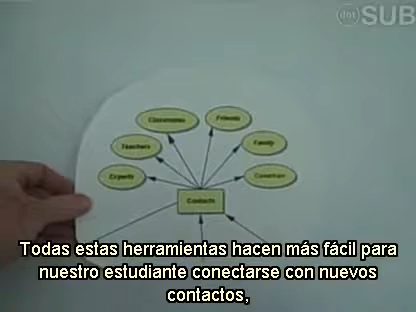 dot SUB
Classmates
Friends
Teachers
Family
Experts
Contacts
Todas estas herramientas hacen más fácil para
nuestro estudiante conectarse con nuevos
contactos,